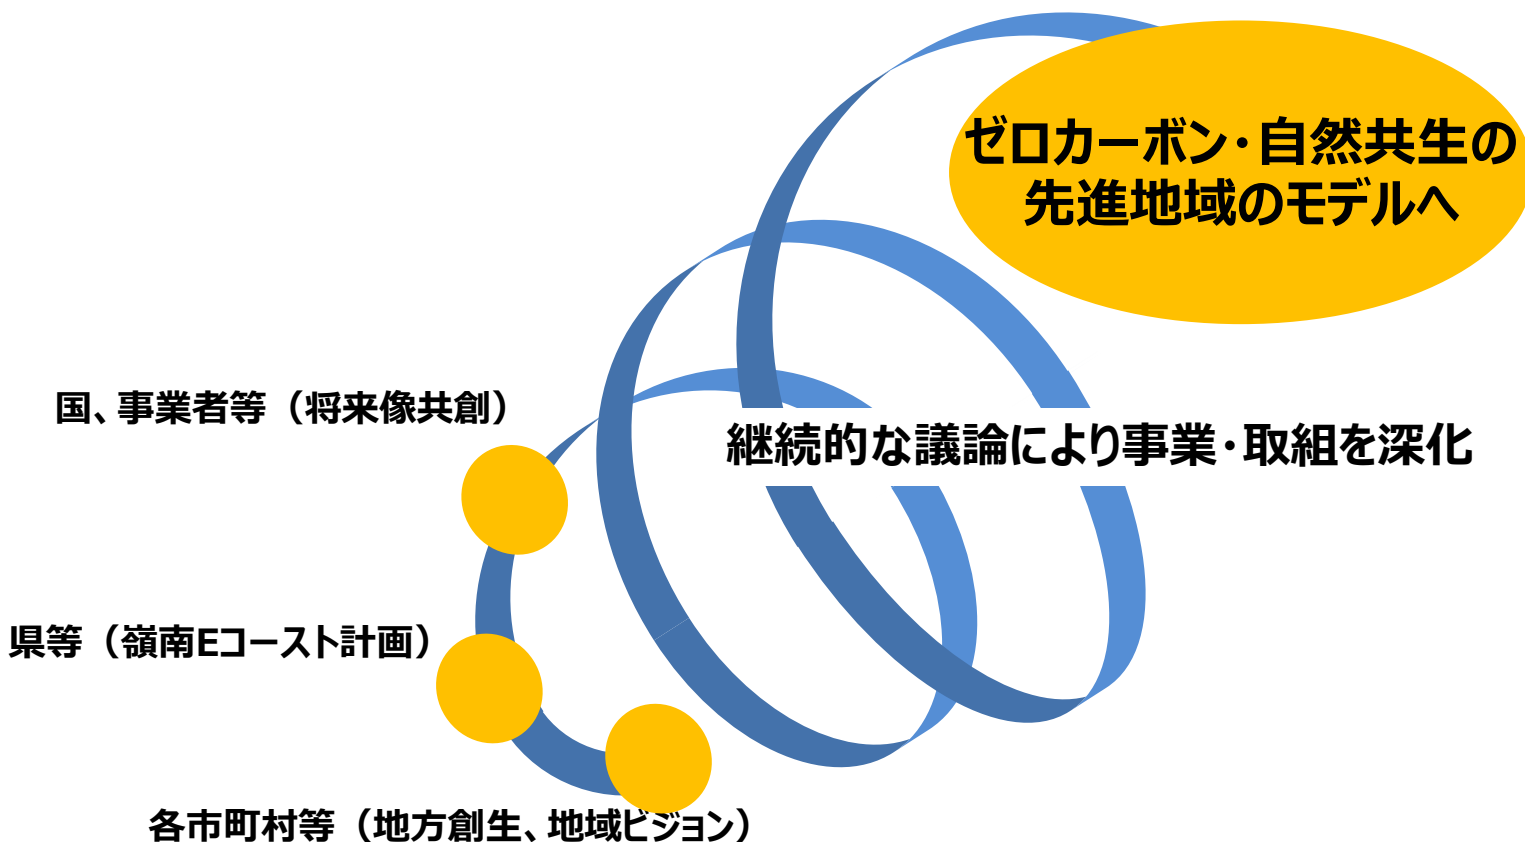 ゼロカーボン・自然共生の
先進地域のモデルへ
国、事業者等（将来像共創）
継続的な議論により事業・取組を深化
県等（嶺南Eコースト計画）
各市町村等（地方創生、地域ビジョン）